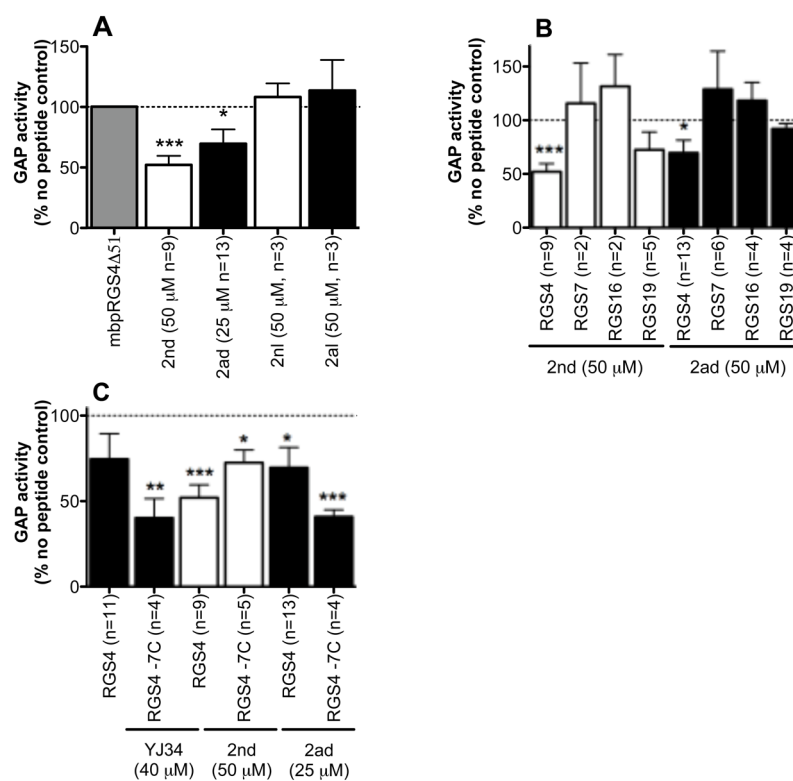 A
GAP activity
(% no peptide control)
150
100
50
0
***
*
mbpRGS4Δ51
2nd (50 μM n=9)
2ad (25 μM n=13)
2nl (50 μM, n=3)
2al (50 μM, n=3)
B
GAP activity
(% no peptide control)
150
100
50
0
***
*
RGS4 (n=9)
RGS7 (n=2)
RGS16 (n=2)
RGS19 (n=5)
RGS4 (n=13)
RGS7 (n=6)
RGS16 (n=4)
RGS19 (n=4)
2nd (50 μM)
2ad (50 μM)
C
GAP activity
(% no peptide control)
100
50
0
**
***
*
*
***
RGS4 (n=11)
RGS4 -7C (n=4)
RGS4 (n=9)
RGS4 -7C (n=5)
RGS4 (n=13)
RGS4 -7C (n=4)
YJ34
(40 μM)
2nd
(50 μM)
2ad
(25 μM)